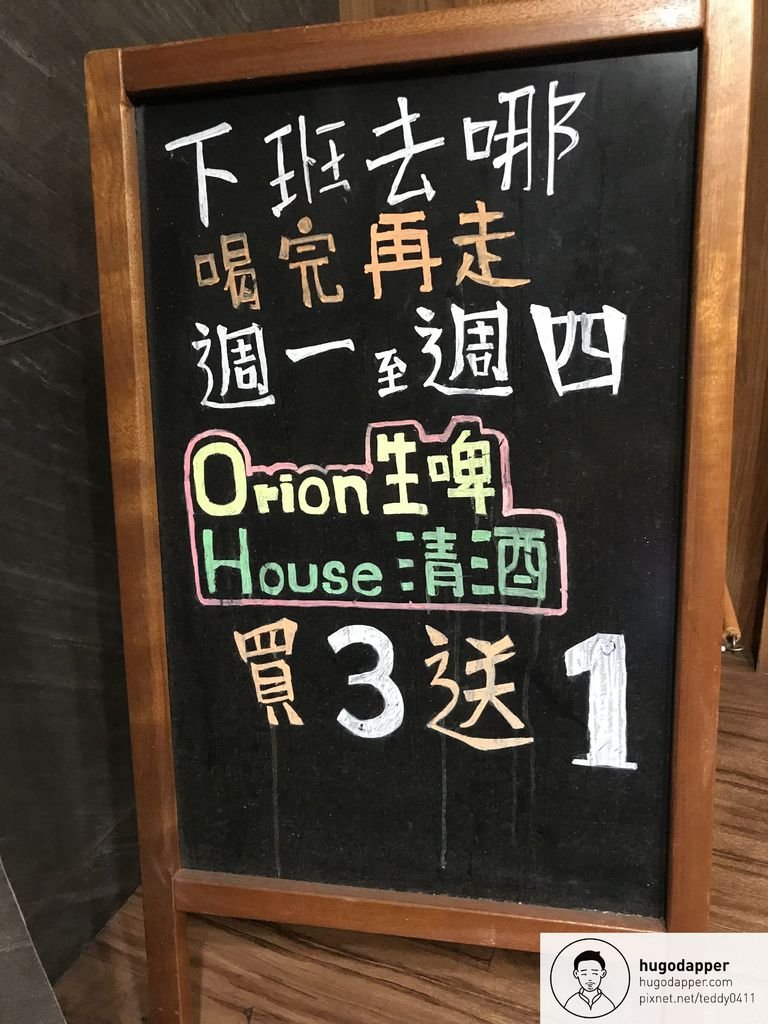 下班去哪
喝完再走
週一至週四
Orion生啤
House清酒
買3送1
hugodapper
hugodapper.com
pixnet.net/teddy0411